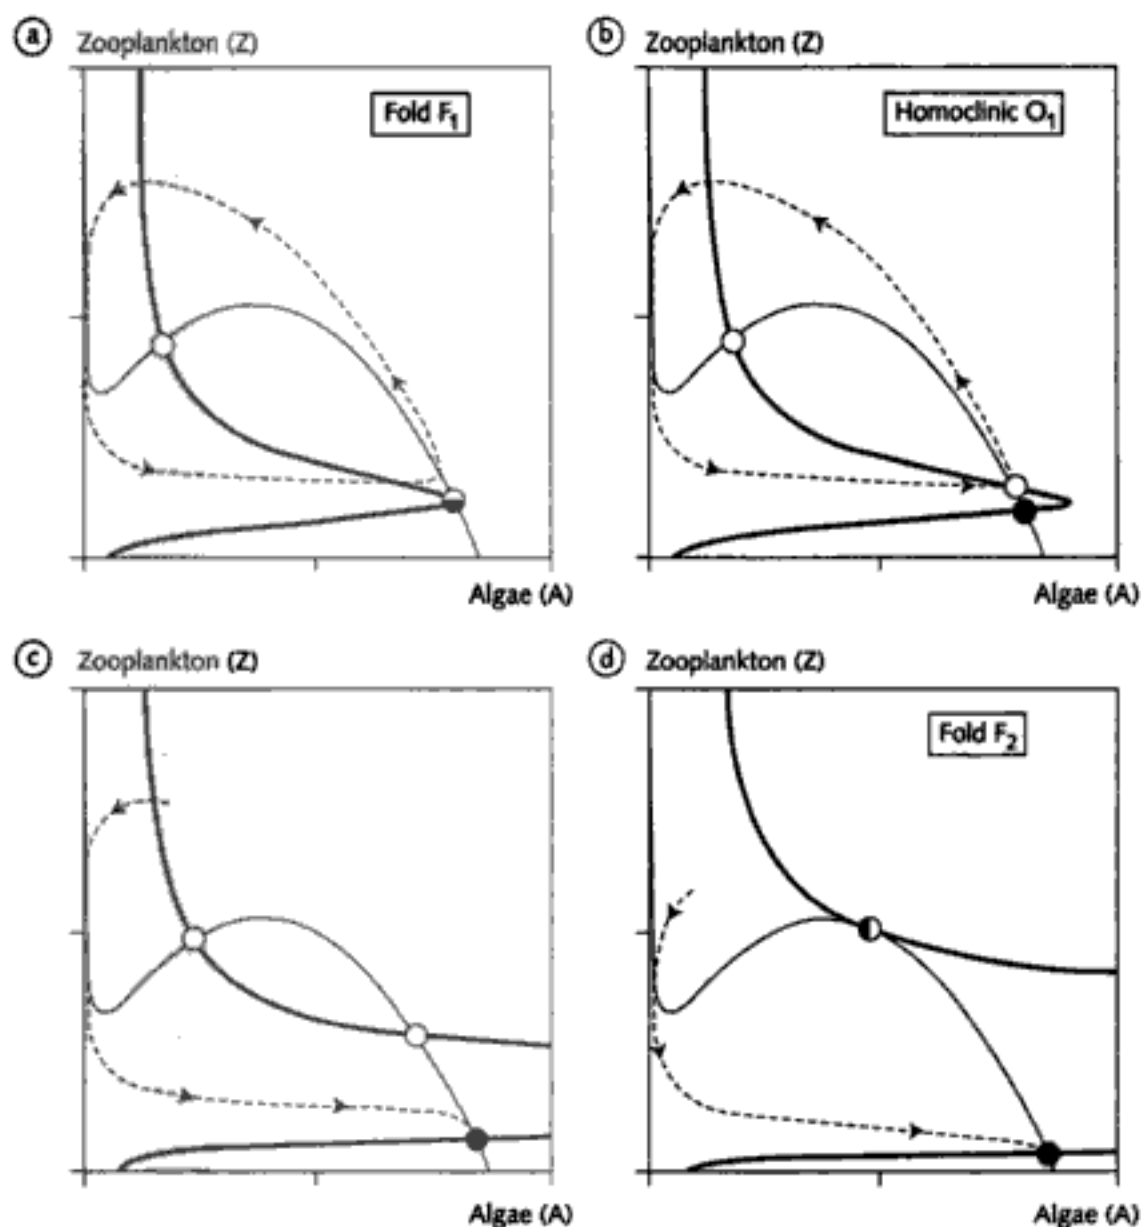 a Zooplankton (Z)
Fold F1
Algae (A)
b Zooplankton (Z)
Homoclinic O1
Algae (A)
c Zooplankton (Z)
Algae (A)
d Zooplankton (Z)
Fold F2
Algae (A)